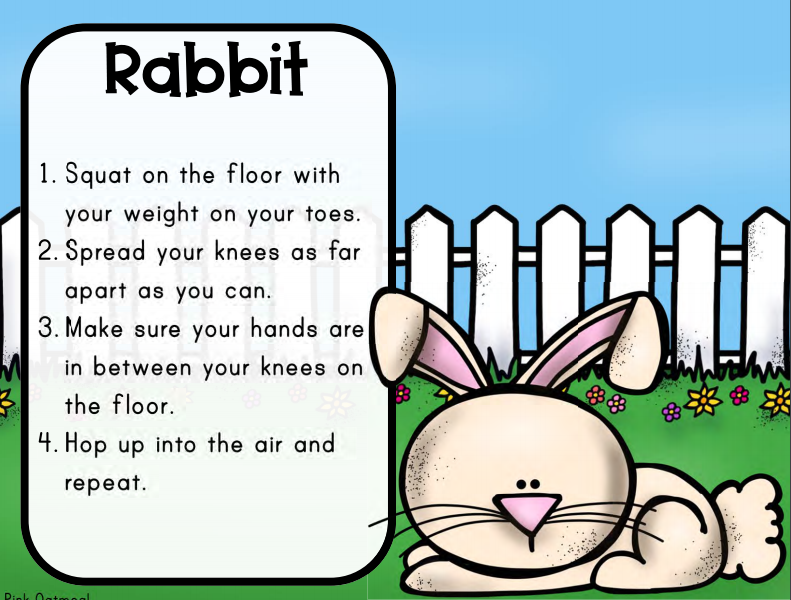 Rabbit
1. Squat on the floor with
your weight on your toes.
2. Spread your knees as far
apart as you can.
3. Make sure your hands are
in between your knees on
the floor.
4. Hop up into the air and
repeat.
Pink Oatmeal